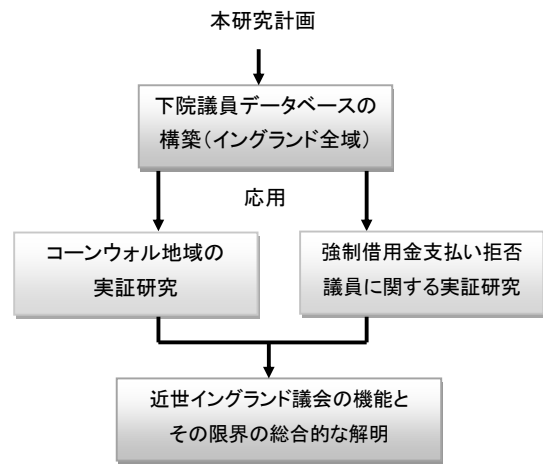 本研究計画
下院議員データベースの
構築（イングランド全域）
応用
コーンウォル地域の
実証研究
強制借用金支払い拒否
議員に関する実証研究
近世イングランド議会の機能と
その限界の総合的な解明